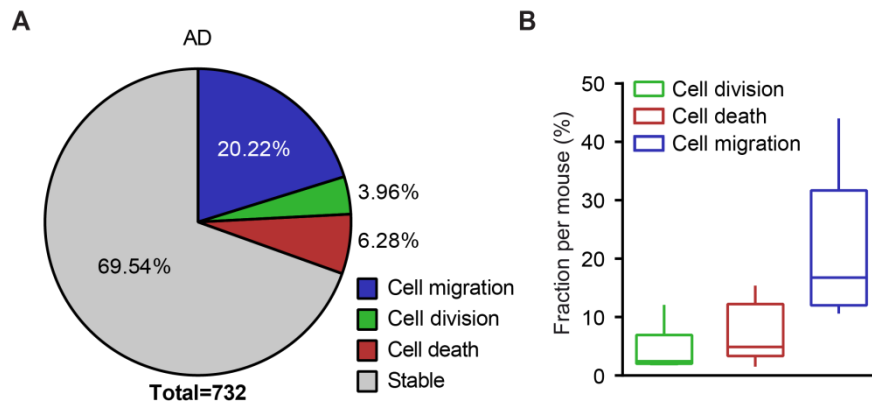 A
AD
20.22%
3.96%
6.28%
69.54%
Cell migration
Cell division
Cell death
Stable
Total=732
B
Fraction per mouse (%)
50
40
30
20
10
0
Cell division
Cell death
Cell migration